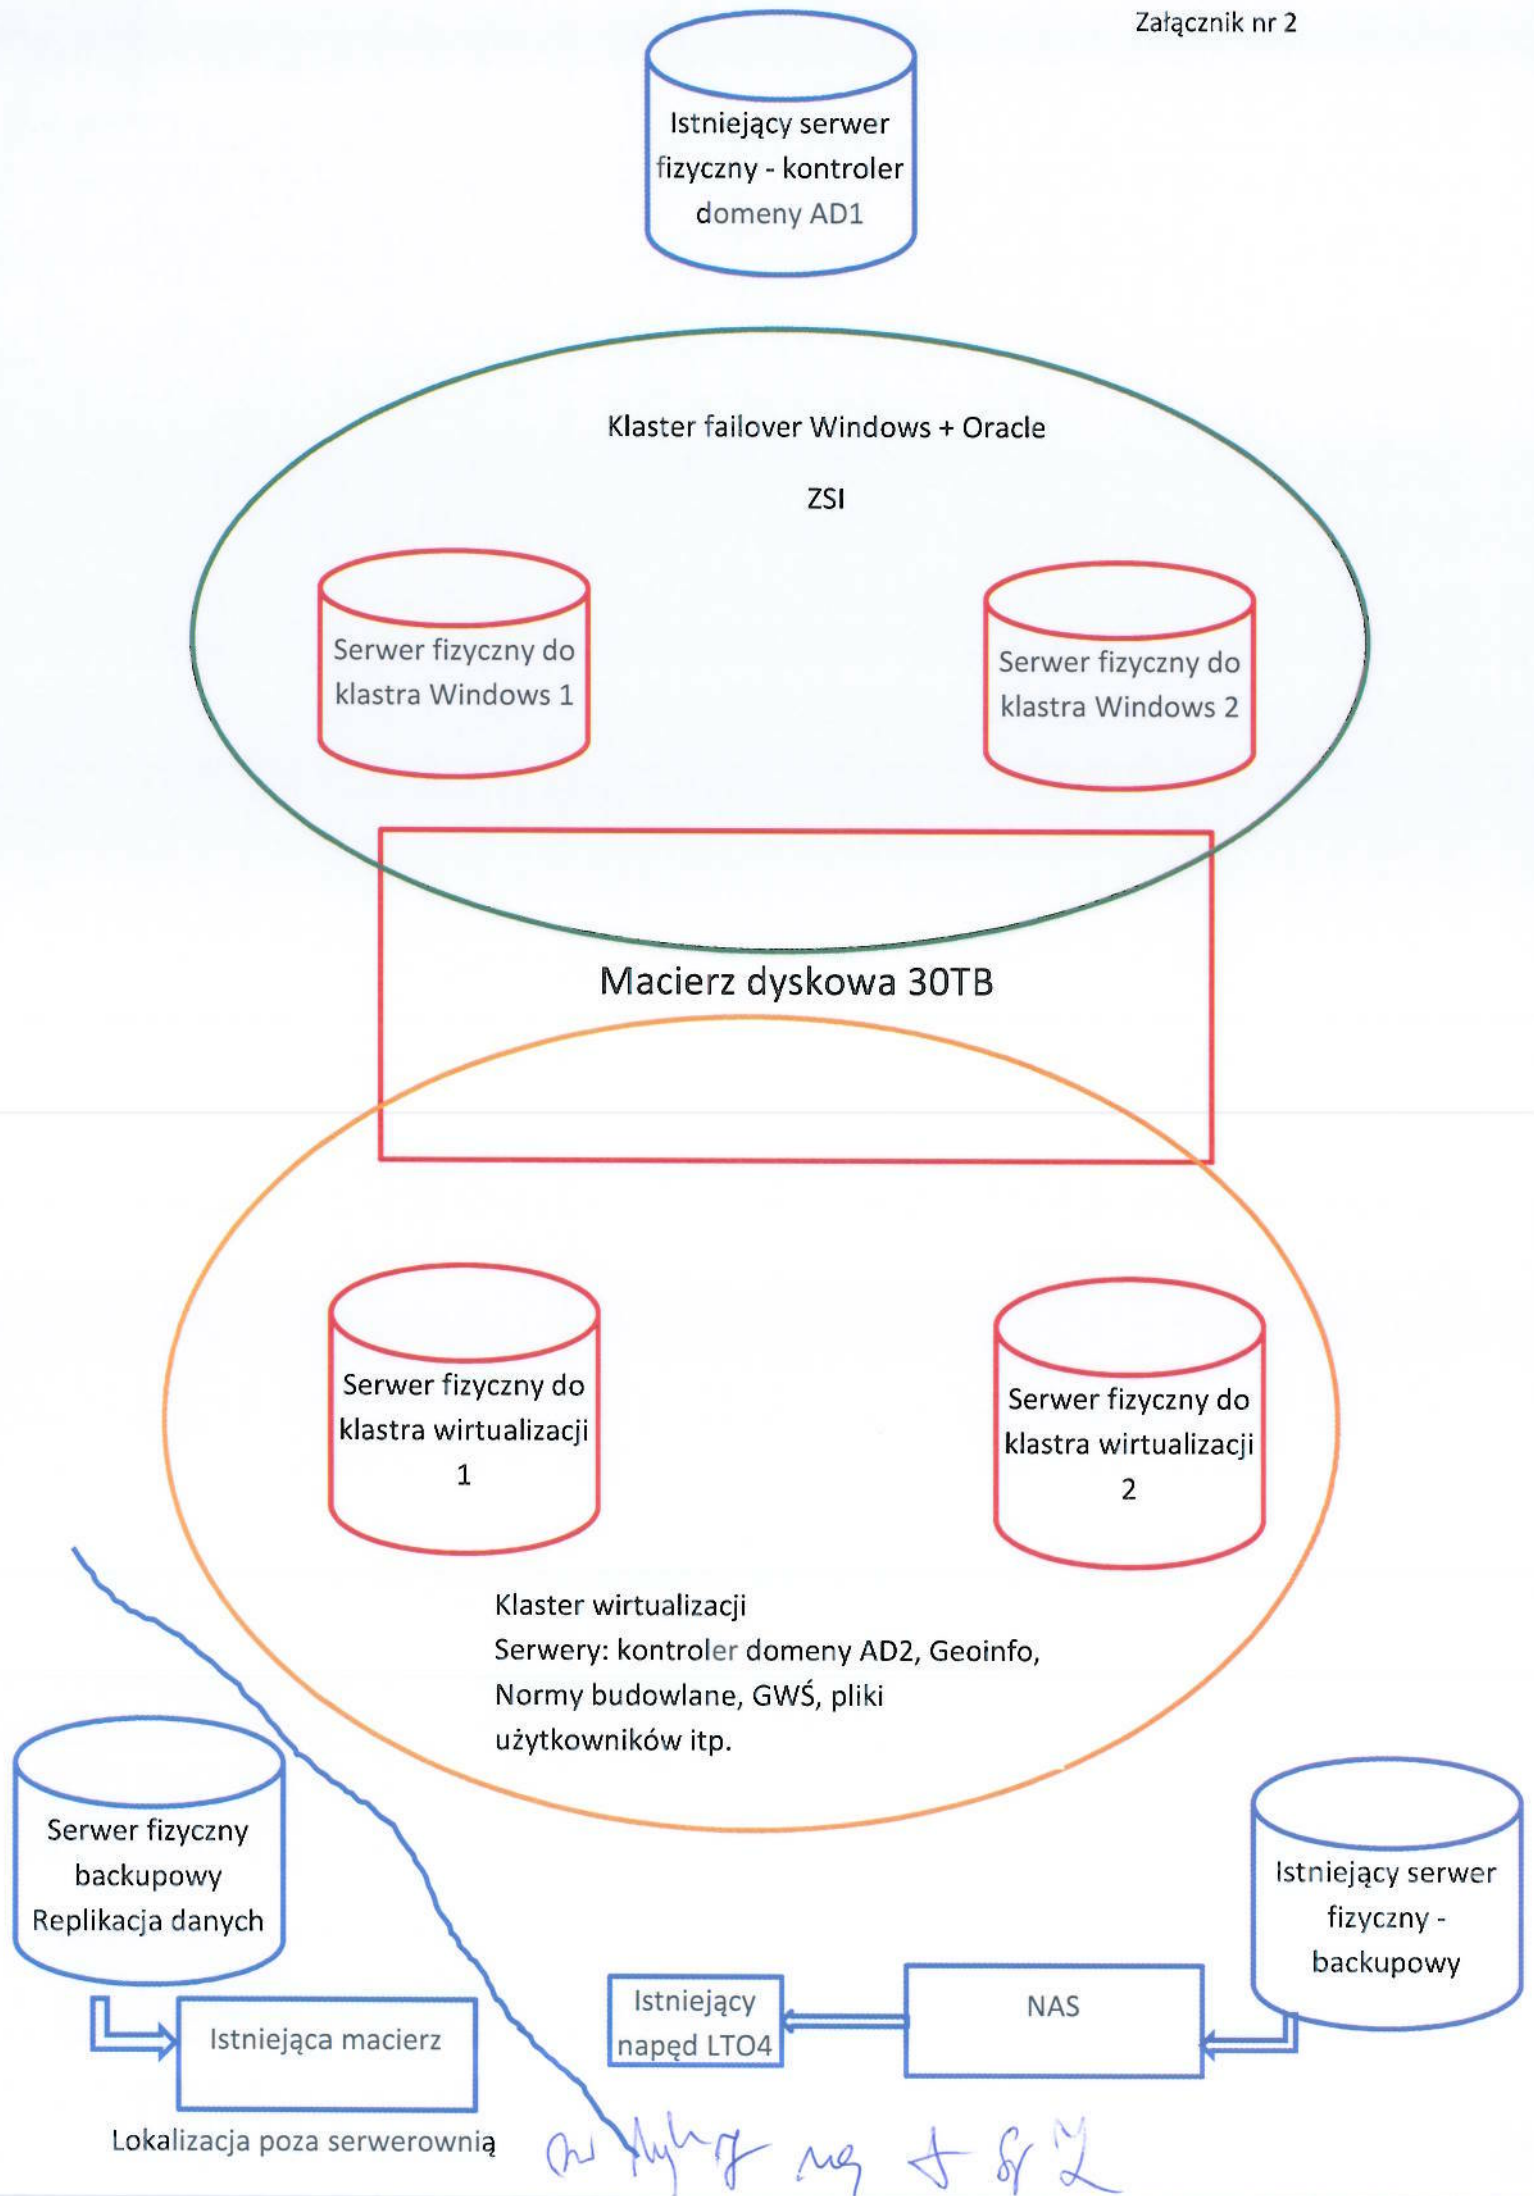 Załącznik nr 2
Istniejący serwer
fizyczny - kontroler
domeny AD1
Klaster failover Windows + Oracle
ZSI
Serwer fizyczny do
klastra Windows 1
Serwer fizyczny do
klastra Windows 2
Macierz dyskowa 30TB
Serwer fizyczny do
klastra wirtualizacji
1
Serwer fizyczny do
klastra wirtualizacji
2
Klaster wirtualizacji
Serwery: kontroler domeny AD2, Geoinfo,
Normy budowlane, GWŚ, pliki
użytkowników itp.
Serwer fizyczny
backupowy
Replikacja danych
Istniejąca macierz
Lokalizacja poza serwerownią
Istniejący
napęd LTO4
NAS
Istniejący serwer
fizyczny -
backupowy